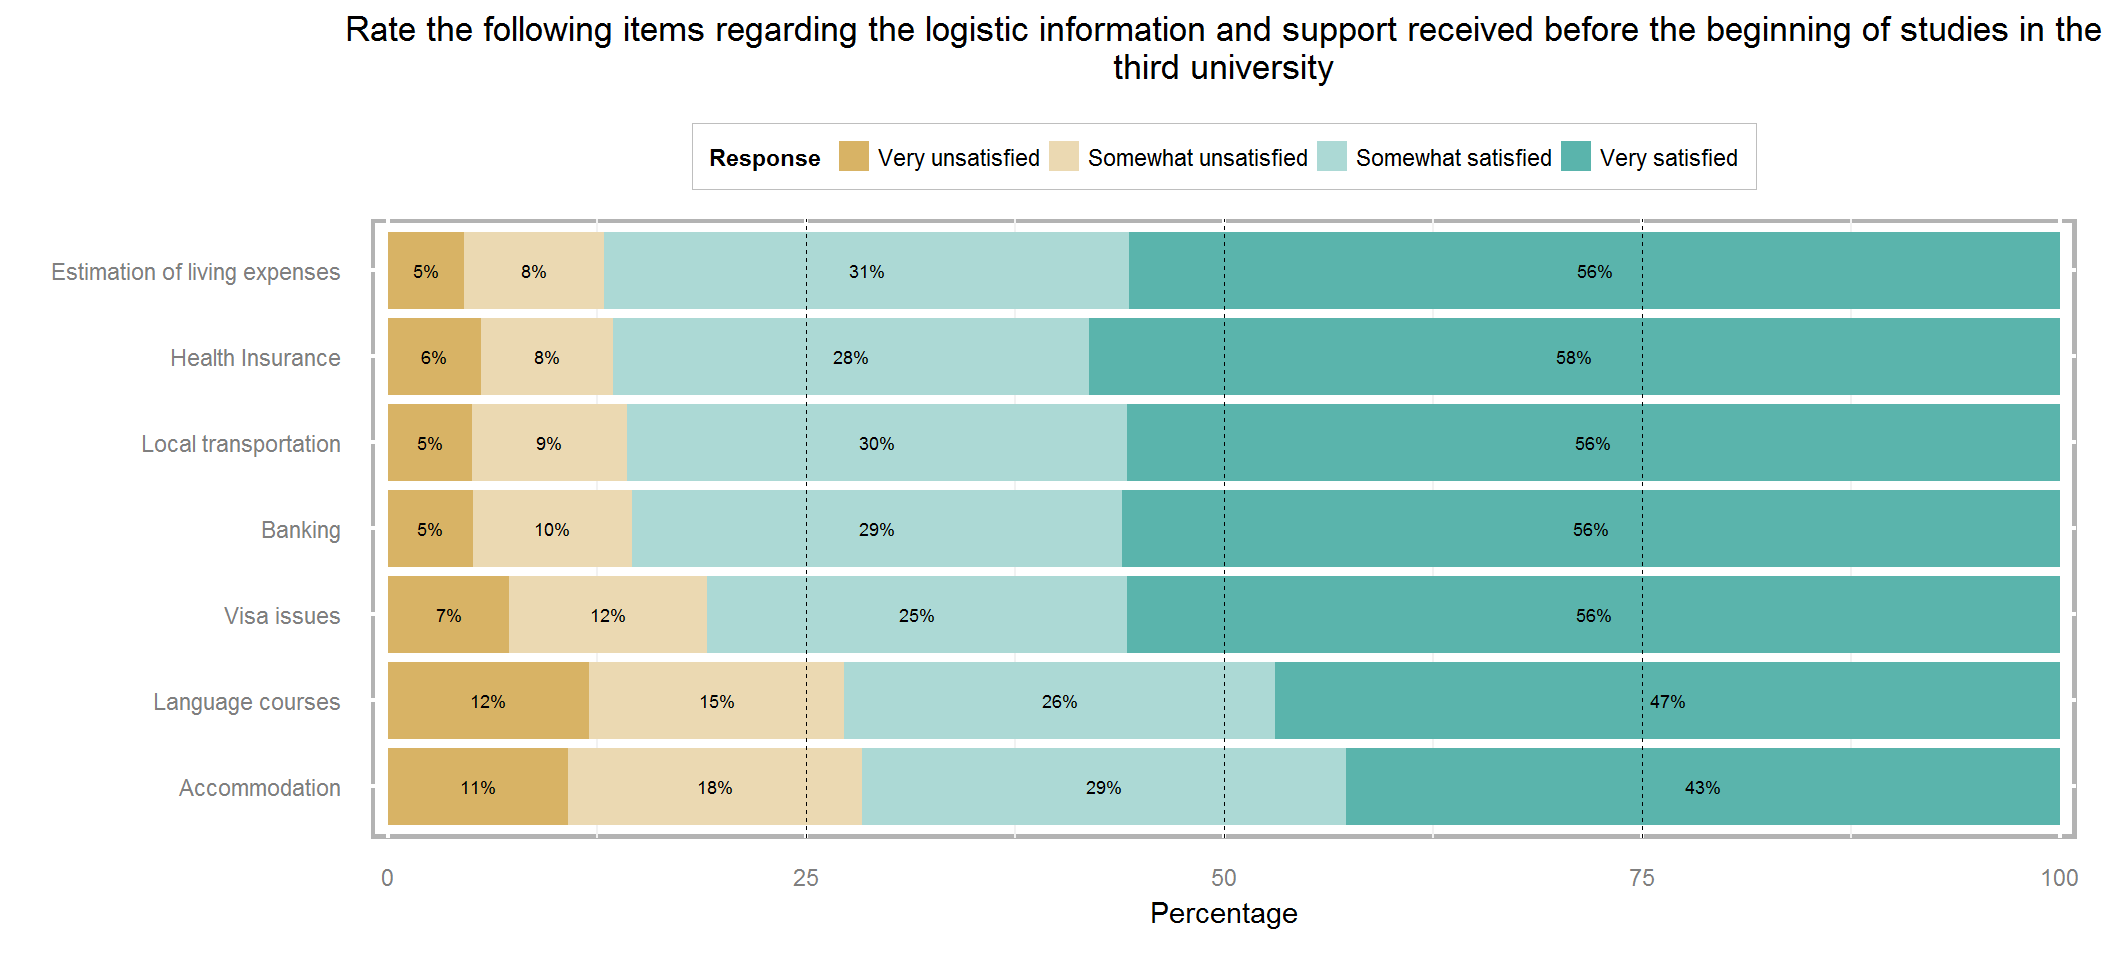 Rate the following items regarding the logistic information and support received before the beginning of studies in the
third university
Response Very unsatisfied Somewhat unsatisfied Somewhat satisfied Very satisfied
Estimation of living expenses 5% 8% 31% 56%
Health Insurance 6% 8% 28% 58%
Local transportation 5% 9% 30% 56%
Banking 5% 10% 29% 56%
Visa issues 7% 12% 25% 56%
Language courses 12% 15% 26% 47%
Accommodation 11% 18% 29% 43%
0 25 50 75 100
Percentage